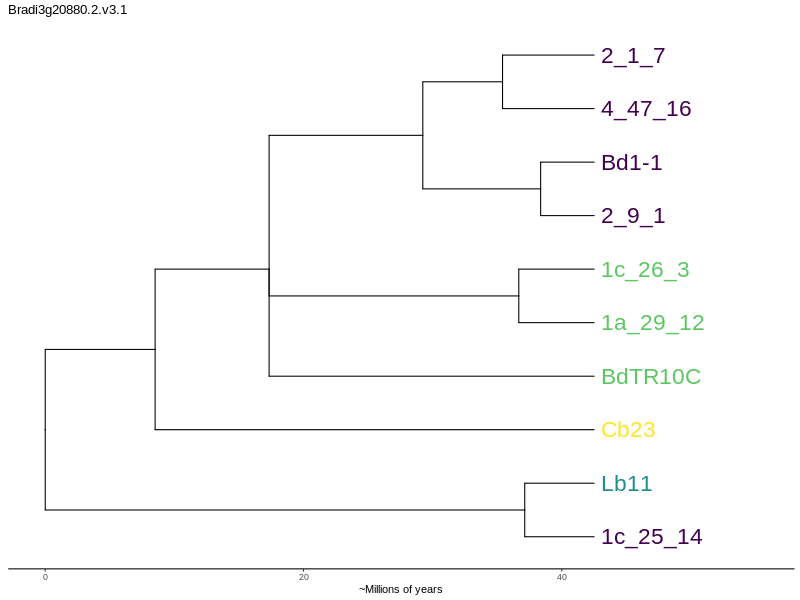 Bradi3g20880.2.v3.1
2_1_7
4_47_16
Bd1-1
2_9_1
1c_26_3
1a_29_12
BdTR10C
Cb23
Lb11
1c_25_14
0 20 40
~Millions of years